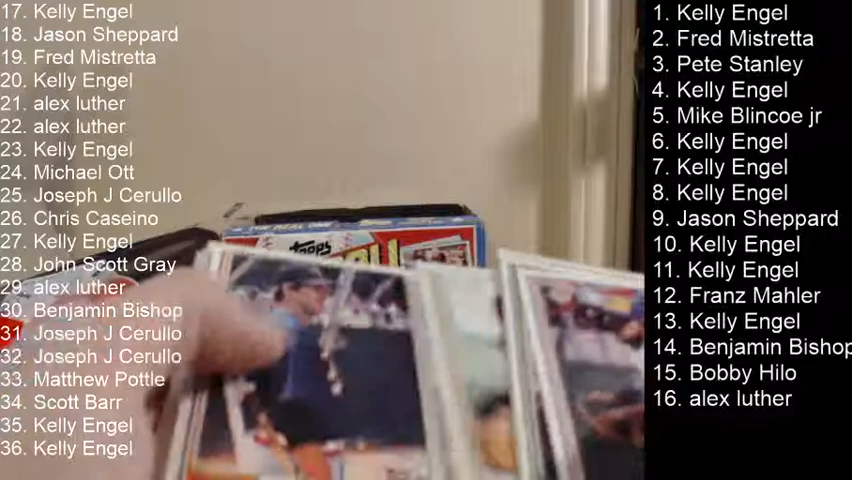 17. Kelly Engel
18. Jason Sheppard
19. Fred Mistretta
20. Kelly Engel
21. alex luther
22. alex luther
23. Kelly Engel
24. Michael Ott
25. Joseph J Cerullo
26. Chris Caseino
27. Kelly Engel
28. John Scott Gray
29. alex luther
30. Benjamin Bishop
31. Joseph J Cerullo
32. Joseph J Cerullo
33. Matthew Pottle
34. Scott Barr
35. Kelly Engel
36. Kelly Engel
THE REAL ONE
TOPPS
1. Kelly Engel
2. Fred Mistretta
3. Pete Stanley
4. Kelly Engel
5. Mike Blincoe jr
6. Kelly Engel
7. Kelly Engel
8. Kelly Engel
9. Jason Sheppard
10. Kelly Engel
11. Kelly Engel
12. Franz Mahler
13. Kelly Engel
14. Benjamin Bishop
15. Bobby Hilo
16. alex luther